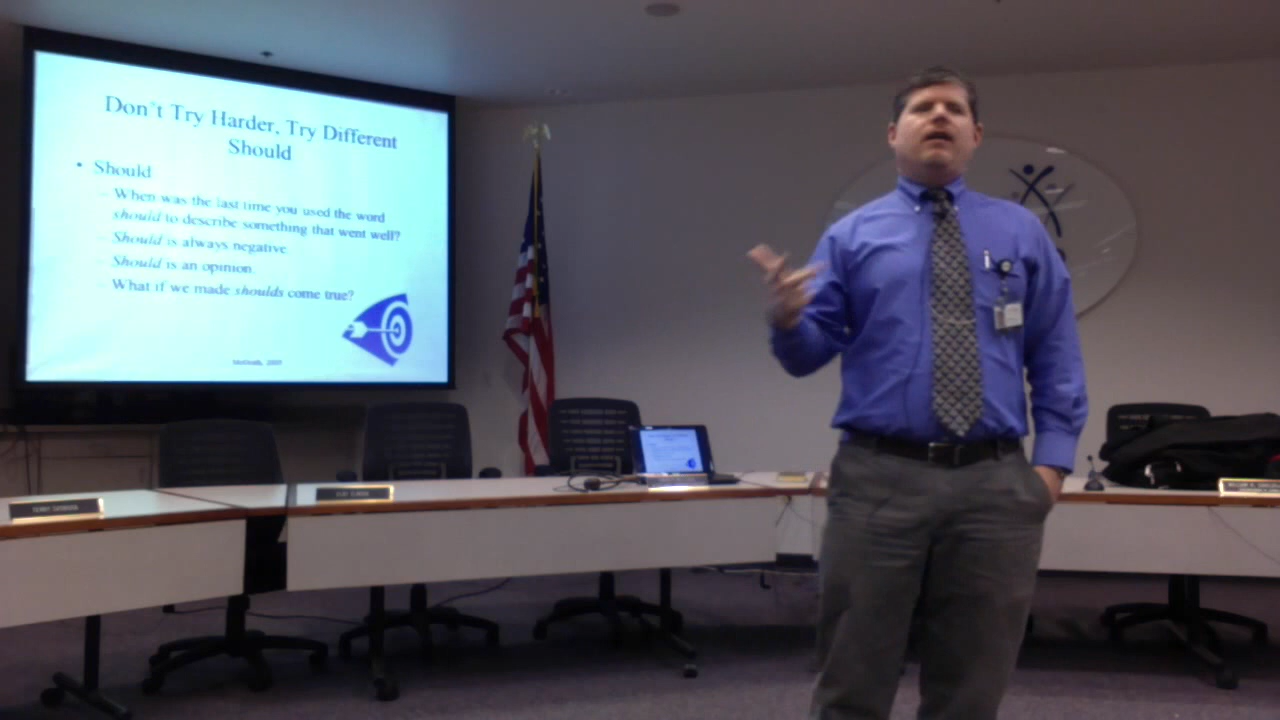 Don't Try Harder, Try Different
Should
• Should
– When was the last time you used the word
should to describe something that went well?
– Should is always negative.
– Should is an opinion.
– What if we made shoulds come true?